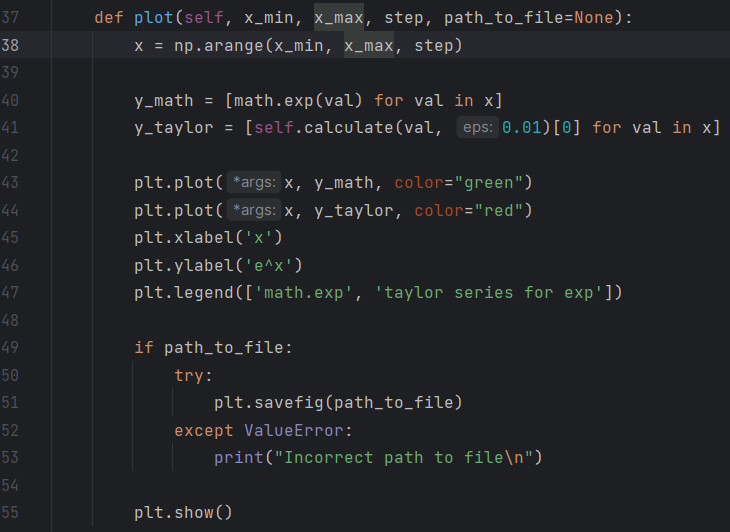 37 def plot(self, x_min, x_max, step, path_to_file=None):
38 x = np.arange(x_min, x_max, step)
39
40 y_math = [math.exp(val) for val in x]
41 y_taylor = [self.calculate(val, eps: 0.01)[0] for val in x]
42
43 plt.plot( *args: x, y_math, color="green")
44 plt.plot( *args: x, y_taylor, color="red")
45 plt.xlabel('x')
46 plt.ylabel('e^x')
47 plt.legend(['math.exp', 'taylor series for exp'])
48
49 if path_to_file:
50 try:
51 plt.savefig(path_to_file)
52 except ValueError:
53 print("Incorrect path to file\n")
54
55 plt.show()